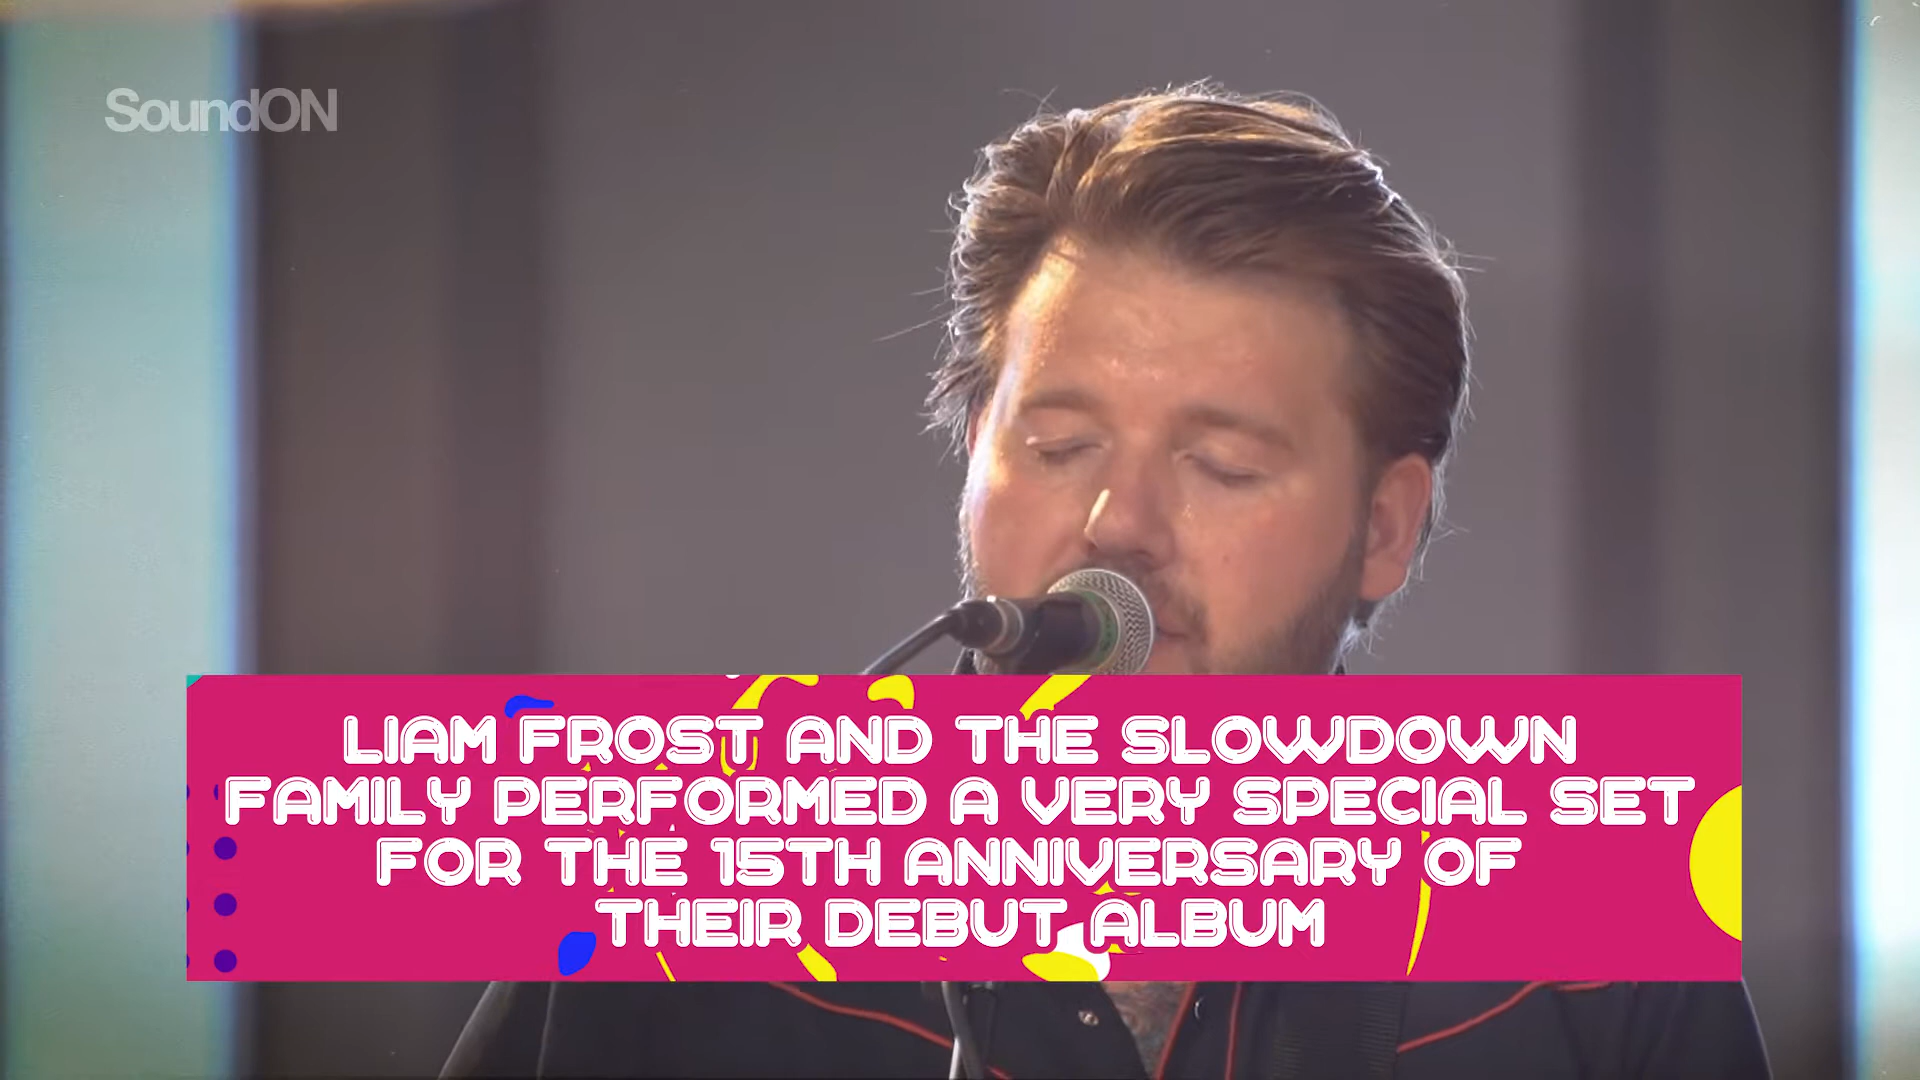 SoundON
LIAM FROST AND THE SLOWDOWN
FAMILY PERFORMED A VERY SPECIAL SET
FOR THE 15TH ANNIVERSARY OF
THEIR DEBUT ALBUM